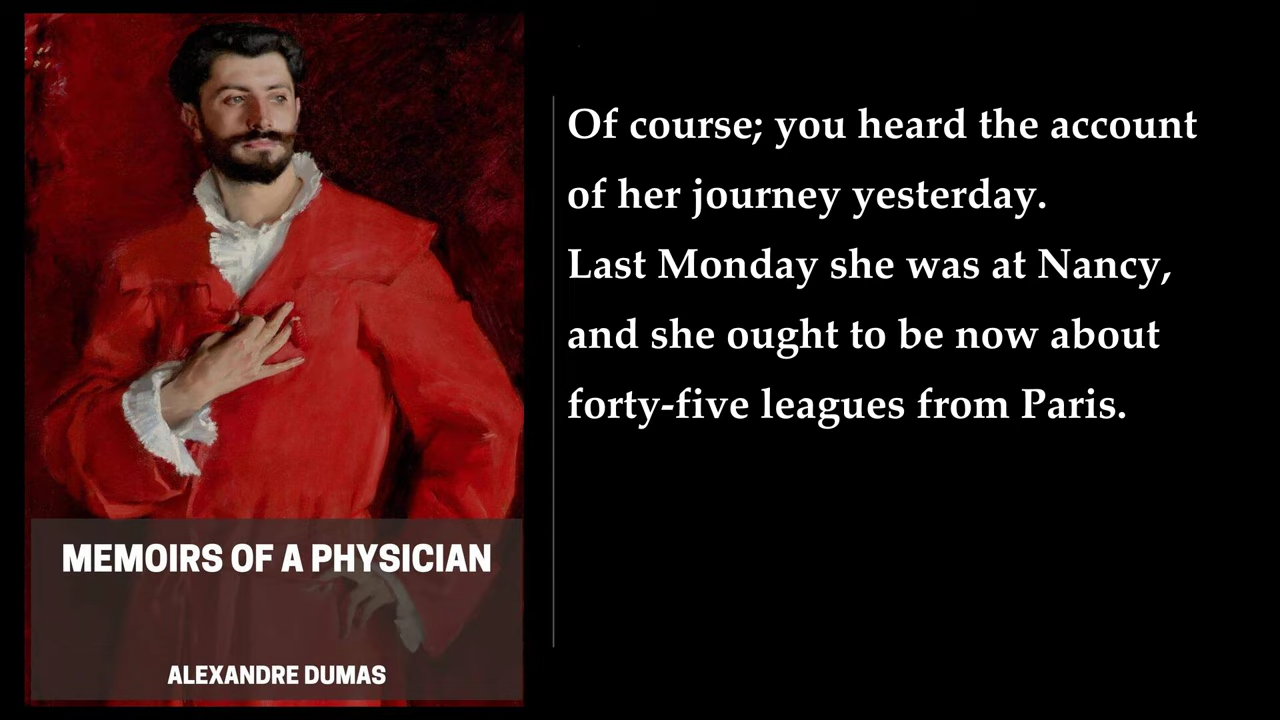 Of course; you heard the account
of her journey yesterday.
Last Monday she was at Nancy,
and she ought to be now about
forty-five leagues from Paris.
MEMOIRS OF A PHYSICIAN
ALEXANDRE DUMAS